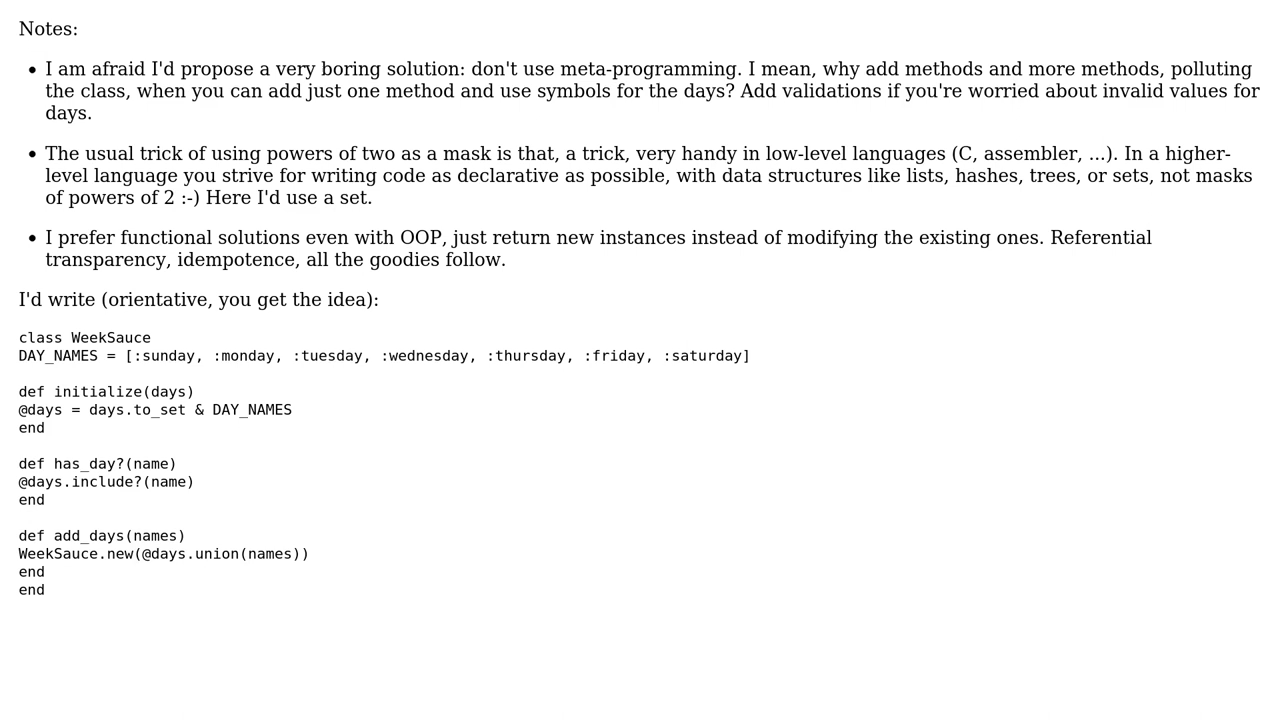 Notes:
• I am afraid I'd propose a very boring solution: don't use meta-programming. I mean, why add methods and more methods, polluting
the class, when you can add just one method and use symbols for the days? Add validations if you're worried about invalid values for
days.
• The usual trick of using powers of two as a mask is that, a trick, very handy in low-level languages (C, assembler, ...). In a higher-
level language you strive for writing code as declarative as possible, with data structures like lists, hashes, trees, or sets, not masks
of powers of 2 :-) Here I'd use a set.
• I prefer functional solutions even with OOP, just return new instances instead of modifying the existing ones. Referential
transparency, idempotence, all the goodies follow.
I'd write (orientative, you get the idea):
class WeekSauce
DAY_NAMES = [:sunday, :monday, :tuesday, :wednesday, :thursday, :friday, :saturday]
def initialize(days)
@days = days.to_set & DAY_NAMES
end
def has_day?(name)
@days.include?(name)
end
def add_days(names)
WeekSauce.new(@days.union(names))
end
end